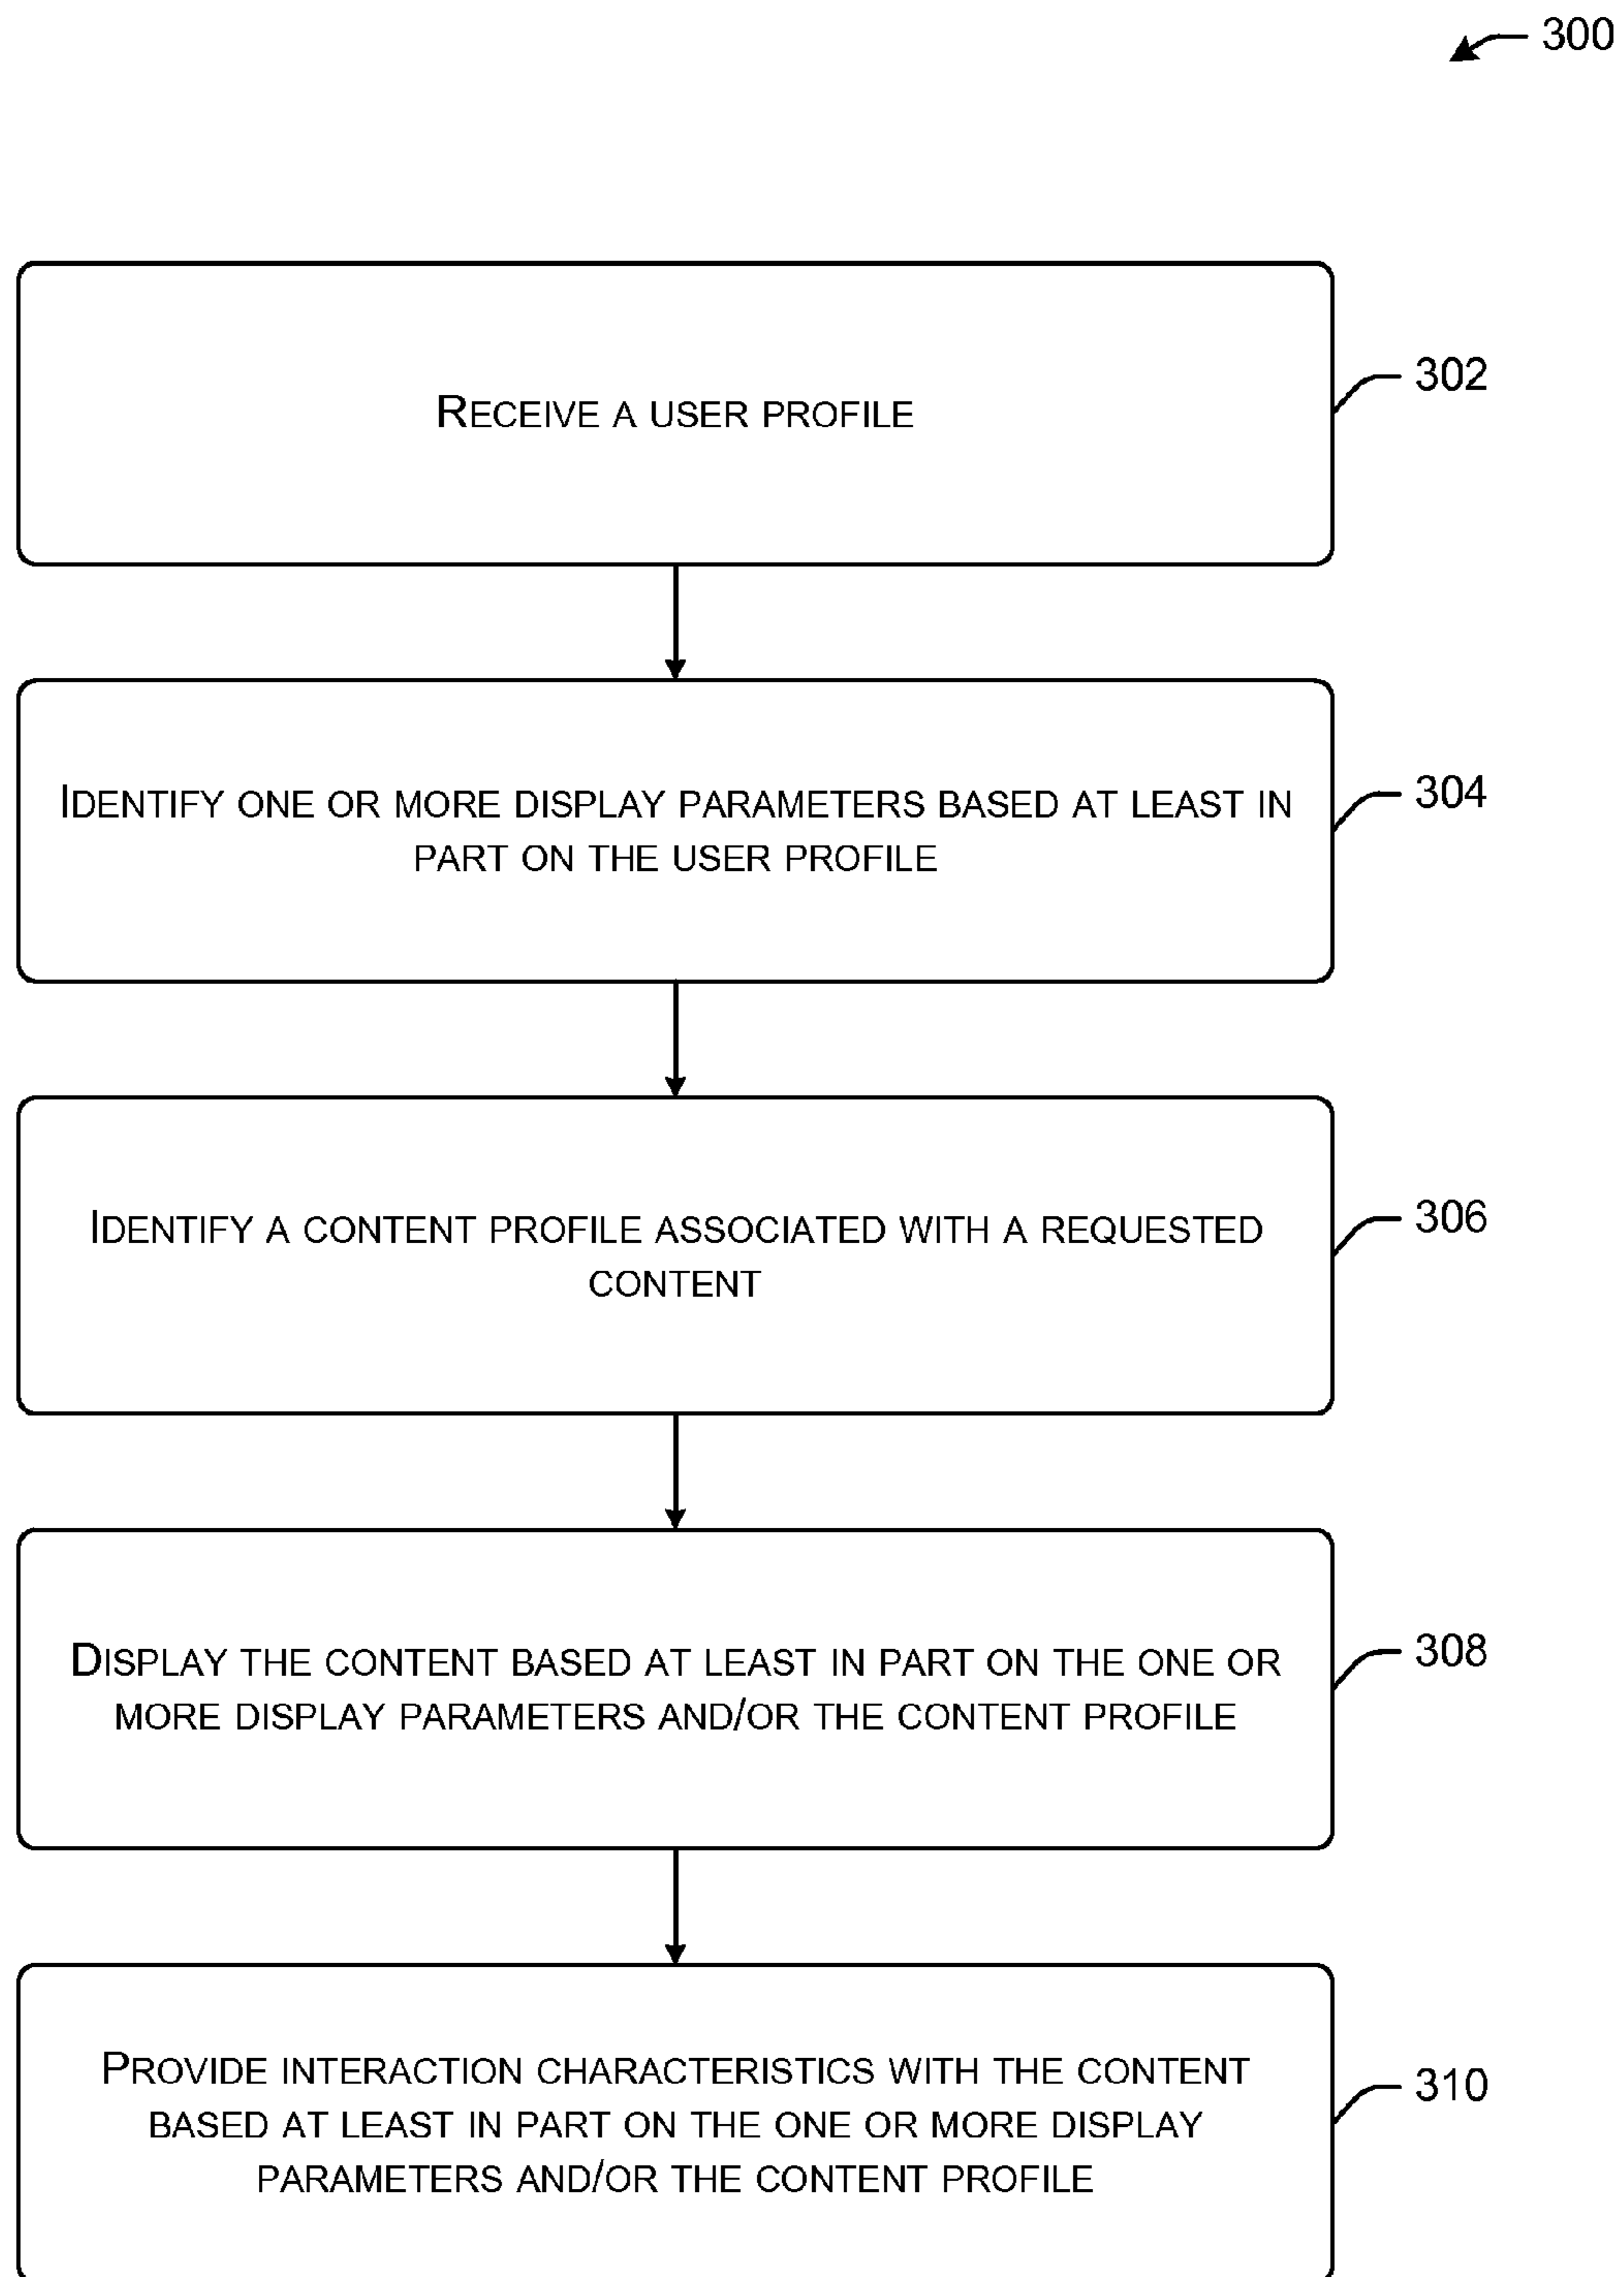 300
RECEIVE A USER PROFILE
302
IDENTIFY ONE OR MORE DISPLAY PARAMETERS BASED AT LEAST IN
PART ON THE USER PROFILE
304
IDENTIFY A CONTENT PROFILE ASSOCIATED WITH A REQUESTED
CONTENT
306
DISPLAY THE CONTENT BASED AT LEAST IN PART ON THE ONE OR
MORE DISPLAY PARAMETERS AND/OR THE CONTENT PROFILE
308
PROVIDE INTERACTION CHARACTERISTICS WITH THE CONTENT
BASED AT LEAST IN PART ON THE ONE OR MORE DISPLAY
PARAMETERS AND/OR THE CONTENT PROFILE
310